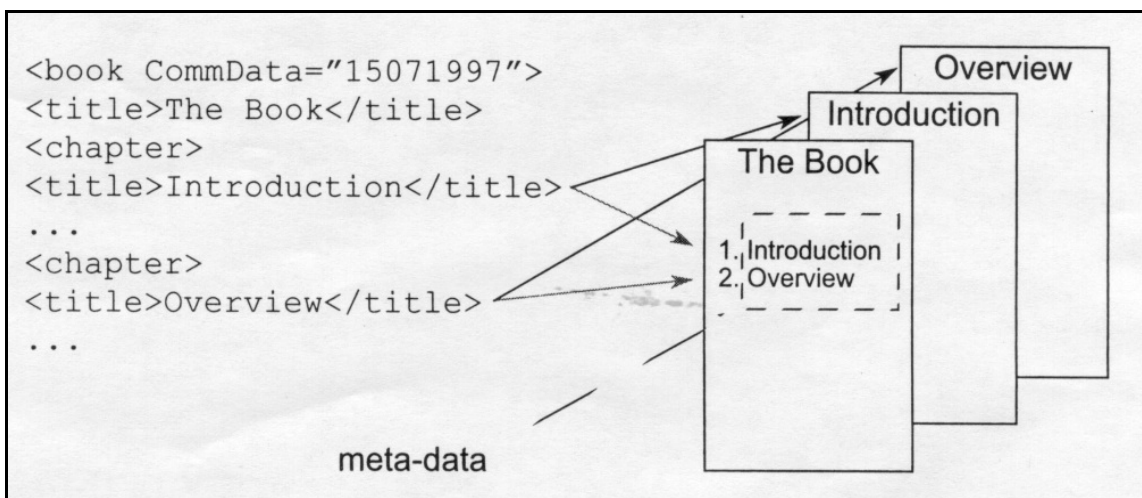 <book CommData=”15071997”>
<title>The Book</title>
<chapter>
<title>Introduction</title>
...
<chapter>
<title>Overview</title>
...
meta-data
Overview
Introduction
The Book
1. Introduction
2. Overview